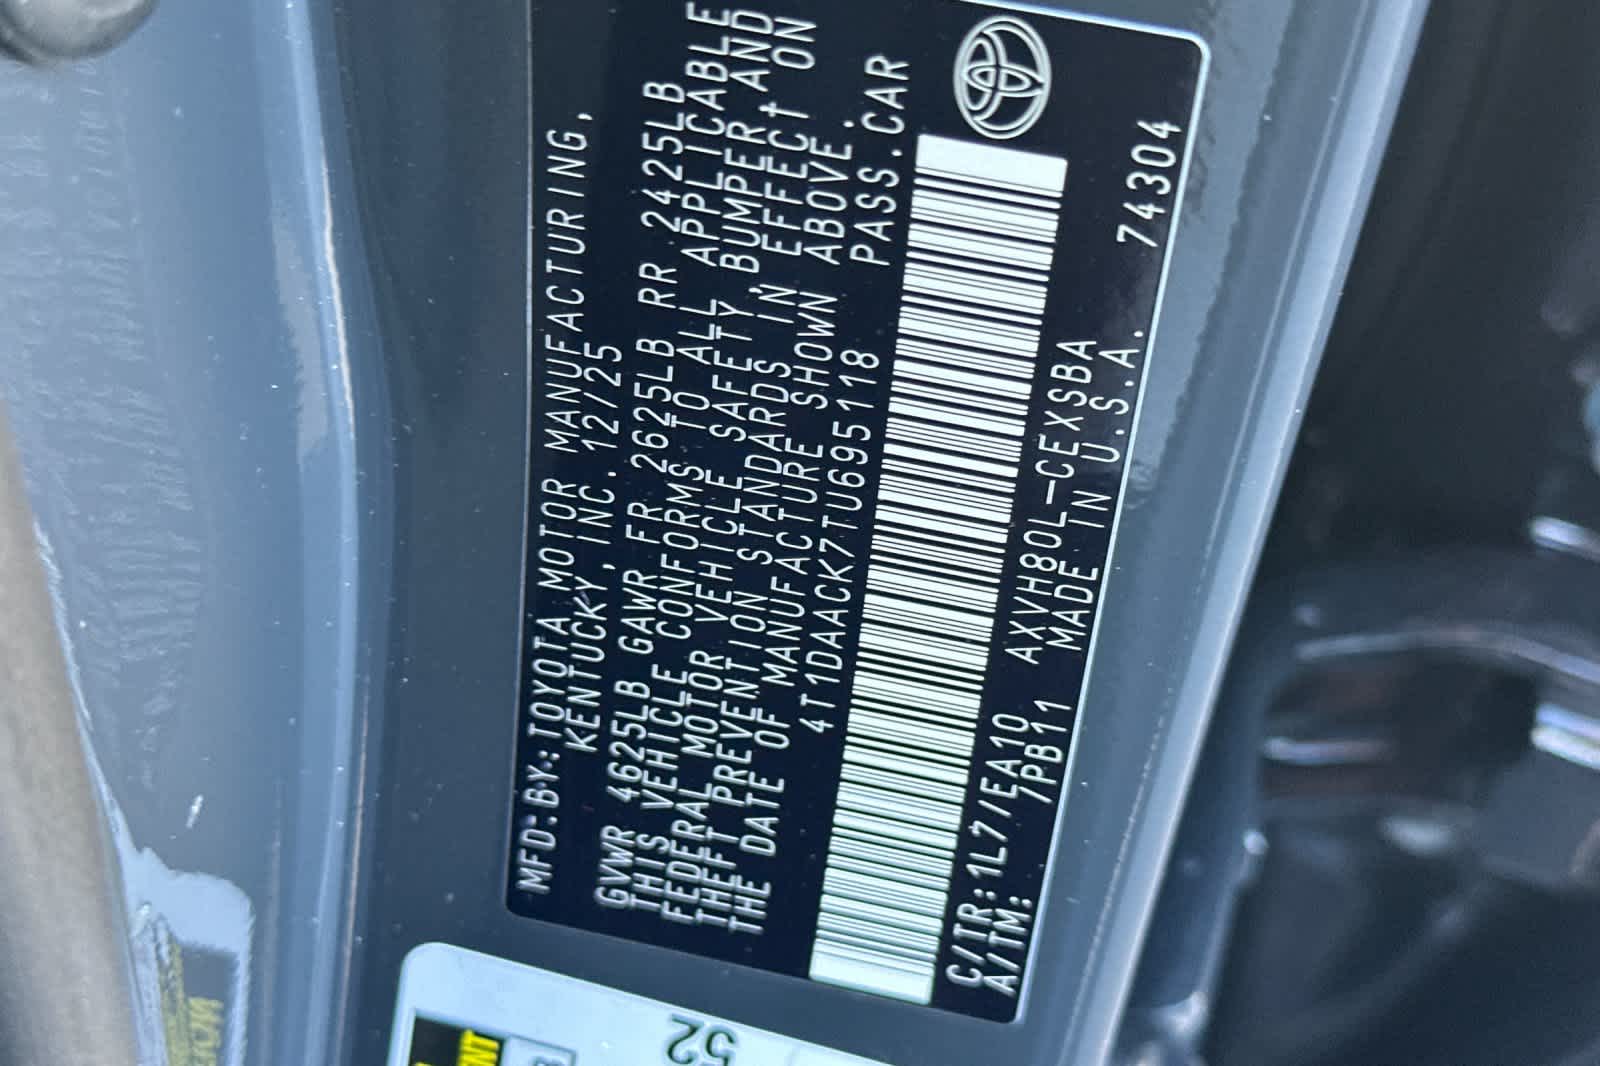 MFD.BY:TOYOTA MOTOR MANUFACTURING,
KENTUCKY, INC. 12/25
GVWR 4625LB GAWR FR 2625LB RR 2425LB
THIS VEHICLE CONFORMS TO ALL APPLICABLE
FEDERAL MOTOR VEHICLE SAFETY, BUMPER, AND
THEFT PREVENTION STANDARDS IN EFFECT ON
THE DATE OF MANUFACTURE SHOWN ABOVE.
4T1DAACK7TU695118 PASS.CAR
C/TR:1L7/EA10 AXVH80L-CEXSBA 74304
A/TM: /PB11 MADE IN U.S.A.
52